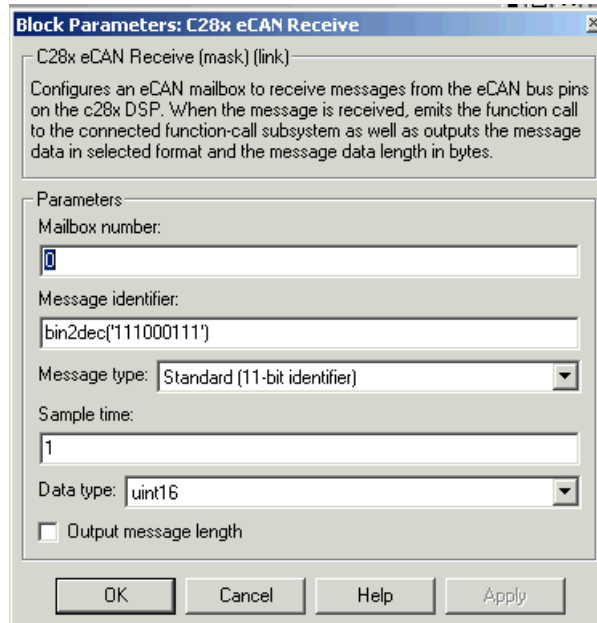 Block Parameters: C28x eCAN Receive
C28x eCAN Receive (mask) (link)
Configures an eCAN mailbox to receive messages from the eCAN bus pins
on the c28x DSP. When the message is received, emits the function call
to the connected function-call subsystem as well as outputs the message
data in selected format and the message data length in bytes.
Parameters
Mailbox number:
0
Message identifier:
bin2dec('111000111')
Message type: Standard (11-bit identifier)
Sample time:
1
Data type: uint16
Output message length
OK Cancel Help Apply